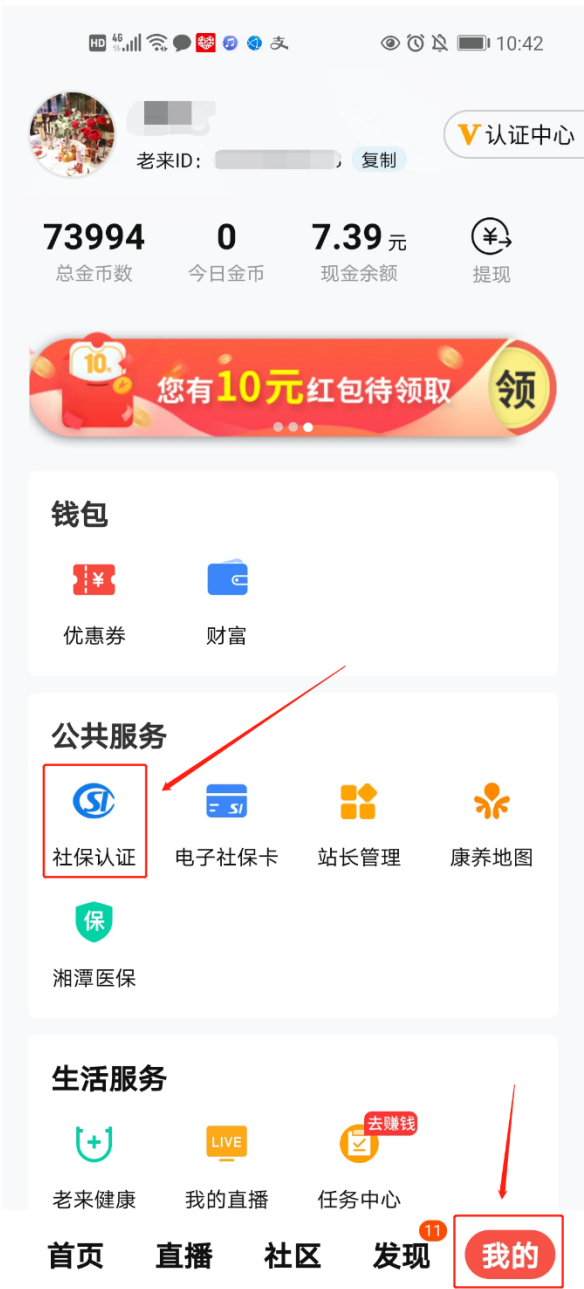 HD 4G 10:42
认证中心
老来ID： 复制
73994 0 7.39 元
总金币数 今日金币 现金余额 提现
10
您有10元红包待领取 领
钱包
优惠券 财富
公共服务
社保认证 电子社保卡 站长管理 康养地图
保
湘潭医保
生活服务
LIVE 去赚钱
老来健康 我的直播 任务中心
11
首页 直播 社区 发现 我的